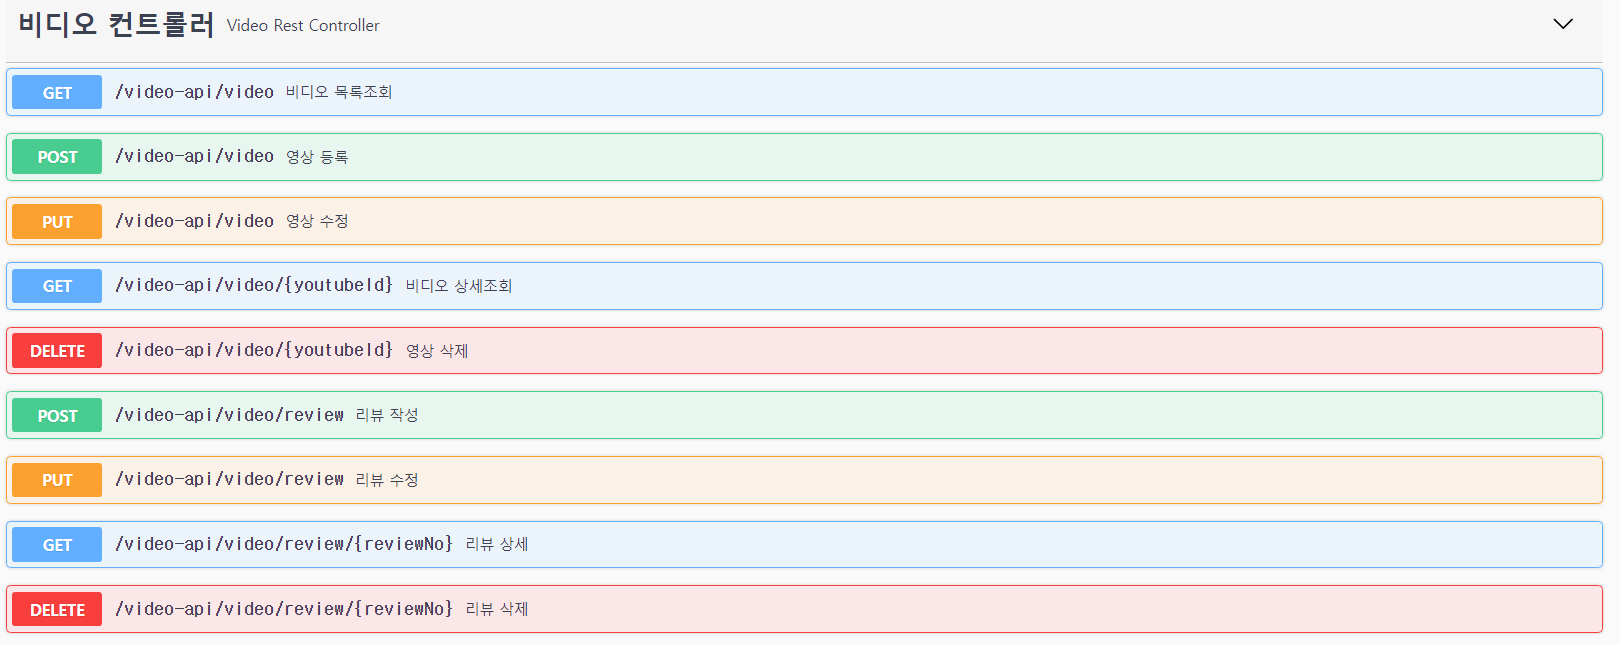 비디오 컨트롤러 Video Rest Controller
GET /video-api/video 비디오 목록조회
POST /video-api/video 영상 등록
PUT /video-api/video 영상 수정
GET /video-api/video/{youtubeId} 비디오 상세조회
DELETE /video-api/video/{youtubeId} 영상 삭제
POST /video-api/video/review 리뷰 작성
PUT /video-api/video/review 리뷰 수정
GET /video-api/video/review/{reviewNo} 리뷰 상세
DELETE /video-api/video/review/{reviewNo} 리뷰 삭제